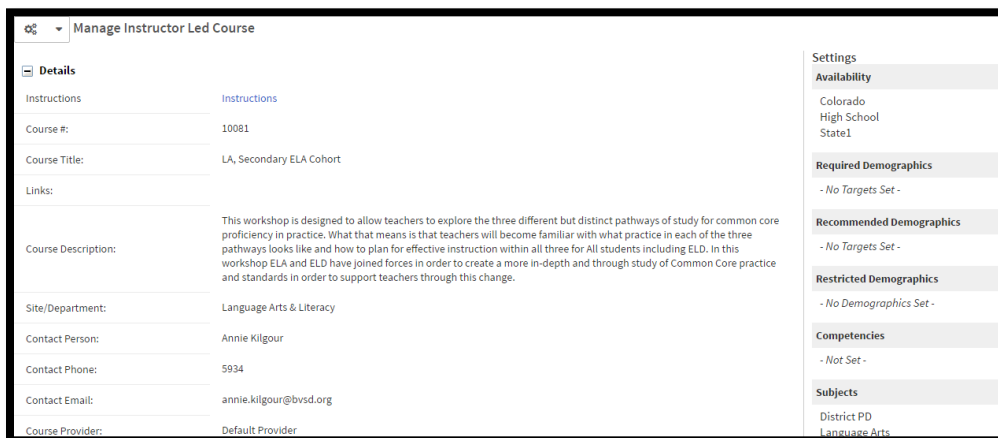 Manage Instructor Led Course
Details
Instructions Instructions
Course #: 10081
Course Title: LA, Secondary ELA Cohort
Links:
Course Description:
This workshop is designed to allow teachers to explore the three different but distinct pathways of study for common core
proficiency in practice. What that means is that teachers will become familiar with what practice in each of the three
pathways looks like and how to plan for effective instruction within all three for All students including ELD. In this
workshop ELA and ELD have joined forces in order to create a more in-depth and through study of Common Core practice
and standards in order to support teachers through this change.
Site/Department: Language Arts & Literacy
Contact Person: Annie Kilgour
Contact Phone: 5934
Contact Email: annie.kilgour@bvsd.org
Course Provider: Default Provider
Settings
Availability
Colorado
High School
State1
Required Demographics
- No Targets Set -
Recommended Demographics
- No Targets Set -
Restricted Demographics
- No Demographics Set -
Competencies
- Not Set -
Subjects
District PD
Language Arts